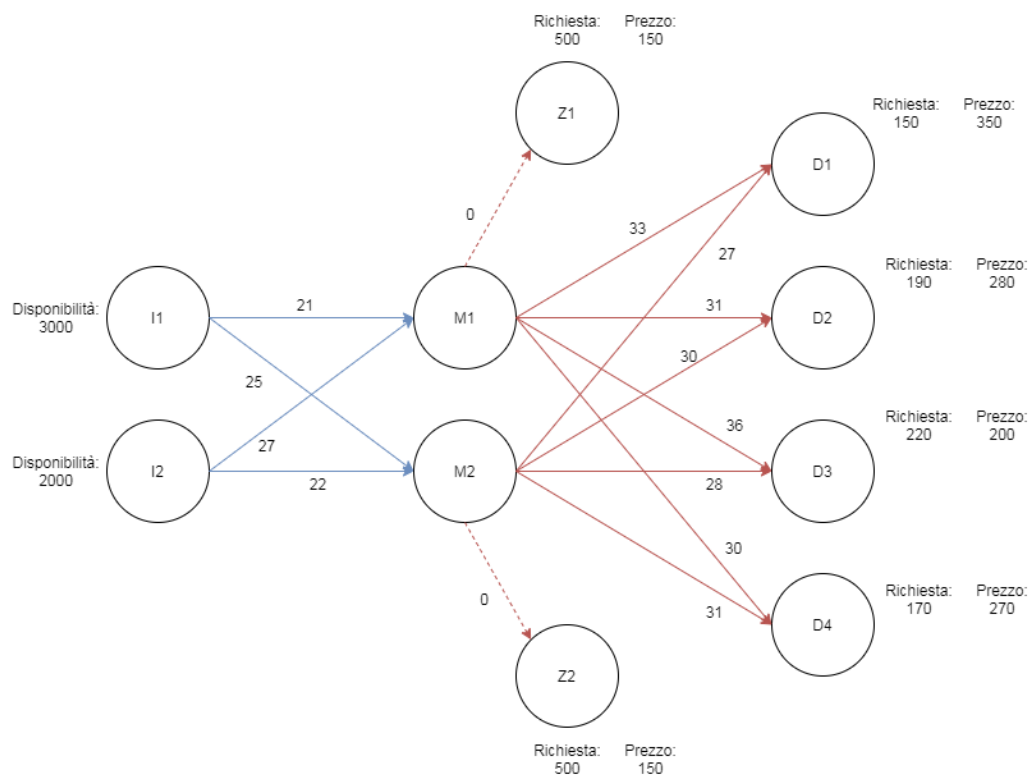 Richiesta: Prezzo:
500 150
Z1
Richiesta: Prezzo:
150 350
D1
0
33
27
Richiesta: Prezzo:
190 280
Disponibilità:
3000
I1
21
M1
31
D2
25
30
27
36
Richiesta: Prezzo:
220 200
Disponibilità:
2000
I2
22
M2
28
D3
30
Richiesta: Prezzo:
170 270
0
31
D4
Z2
Richiesta: Prezzo:
500 150